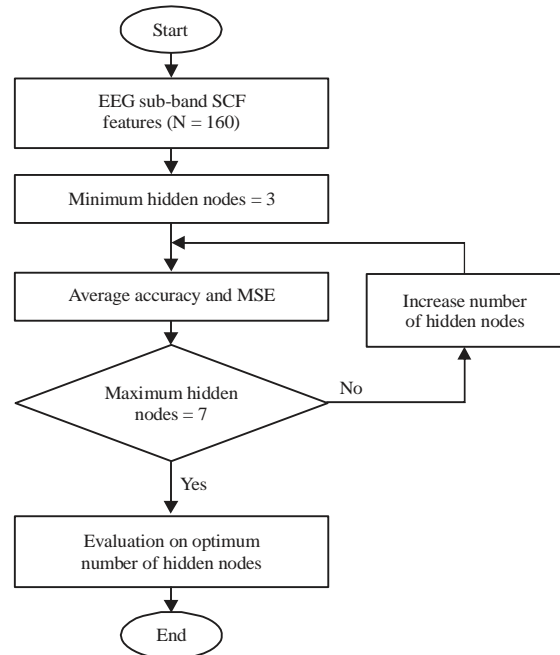 Start
EEG sub-band SCF
features (N = 160)
Minimum hidden nodes = 3
Average accuracy and MSE
Increase number
of hidden nodes
Maximum hidden
nodes = 7
No
Yes
Evaluation on optimum
number of hidden nodes
End